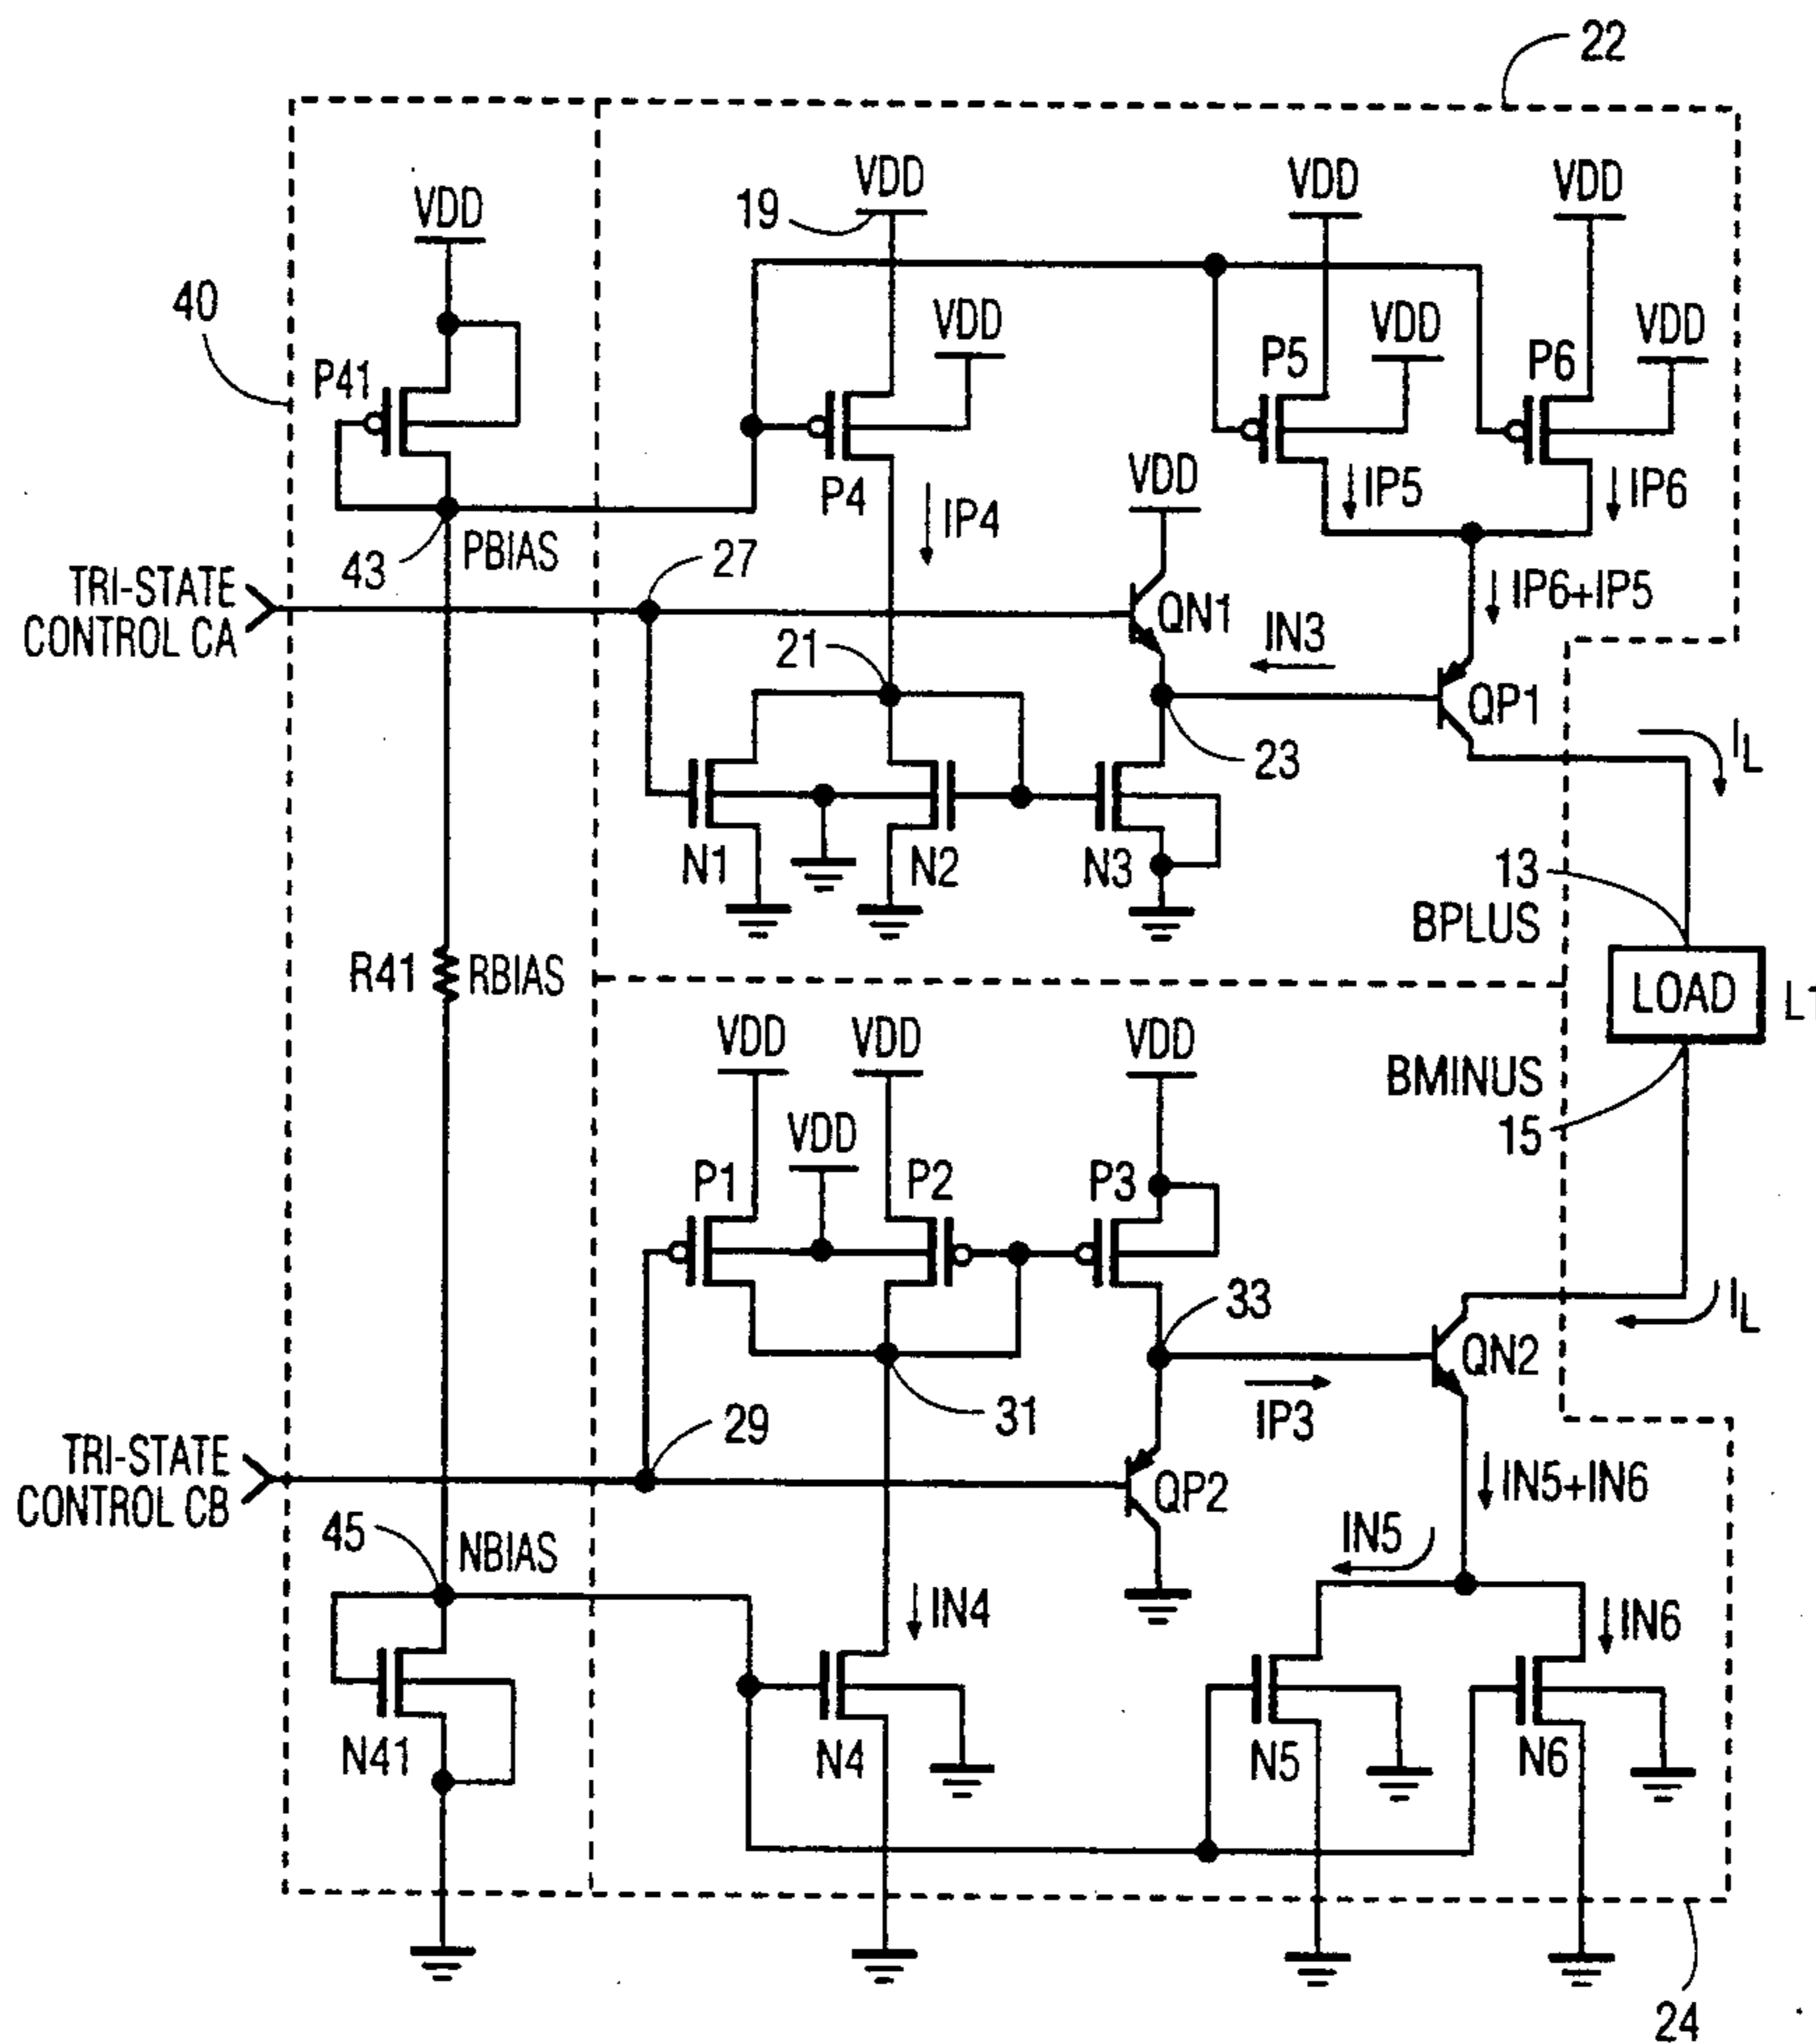 22
VDD
19
VDD
VDD
VDD
40
VDD
VDD
VDD
P41
P5
P6
P4
VDD
IP4
IP5
IP6
43
PBIAS
27
TRI-STATE
CONTROL CA
QN1
IP6+IP5
IN3
21
QP1
23
IL
N1
N2
N3
13
BPLUS
R41
RBIAS
LOAD
VDD
VDD
VDD
BMINUS
15
VDD
P1
P2
P3
33
IL
QN2
29
31
IP3
TRI-STATE
CONTROL CB
QP2
IN5+IN6
45
NBIAS
IN5
IN4
IN6
N41
N4
N5
N6
24